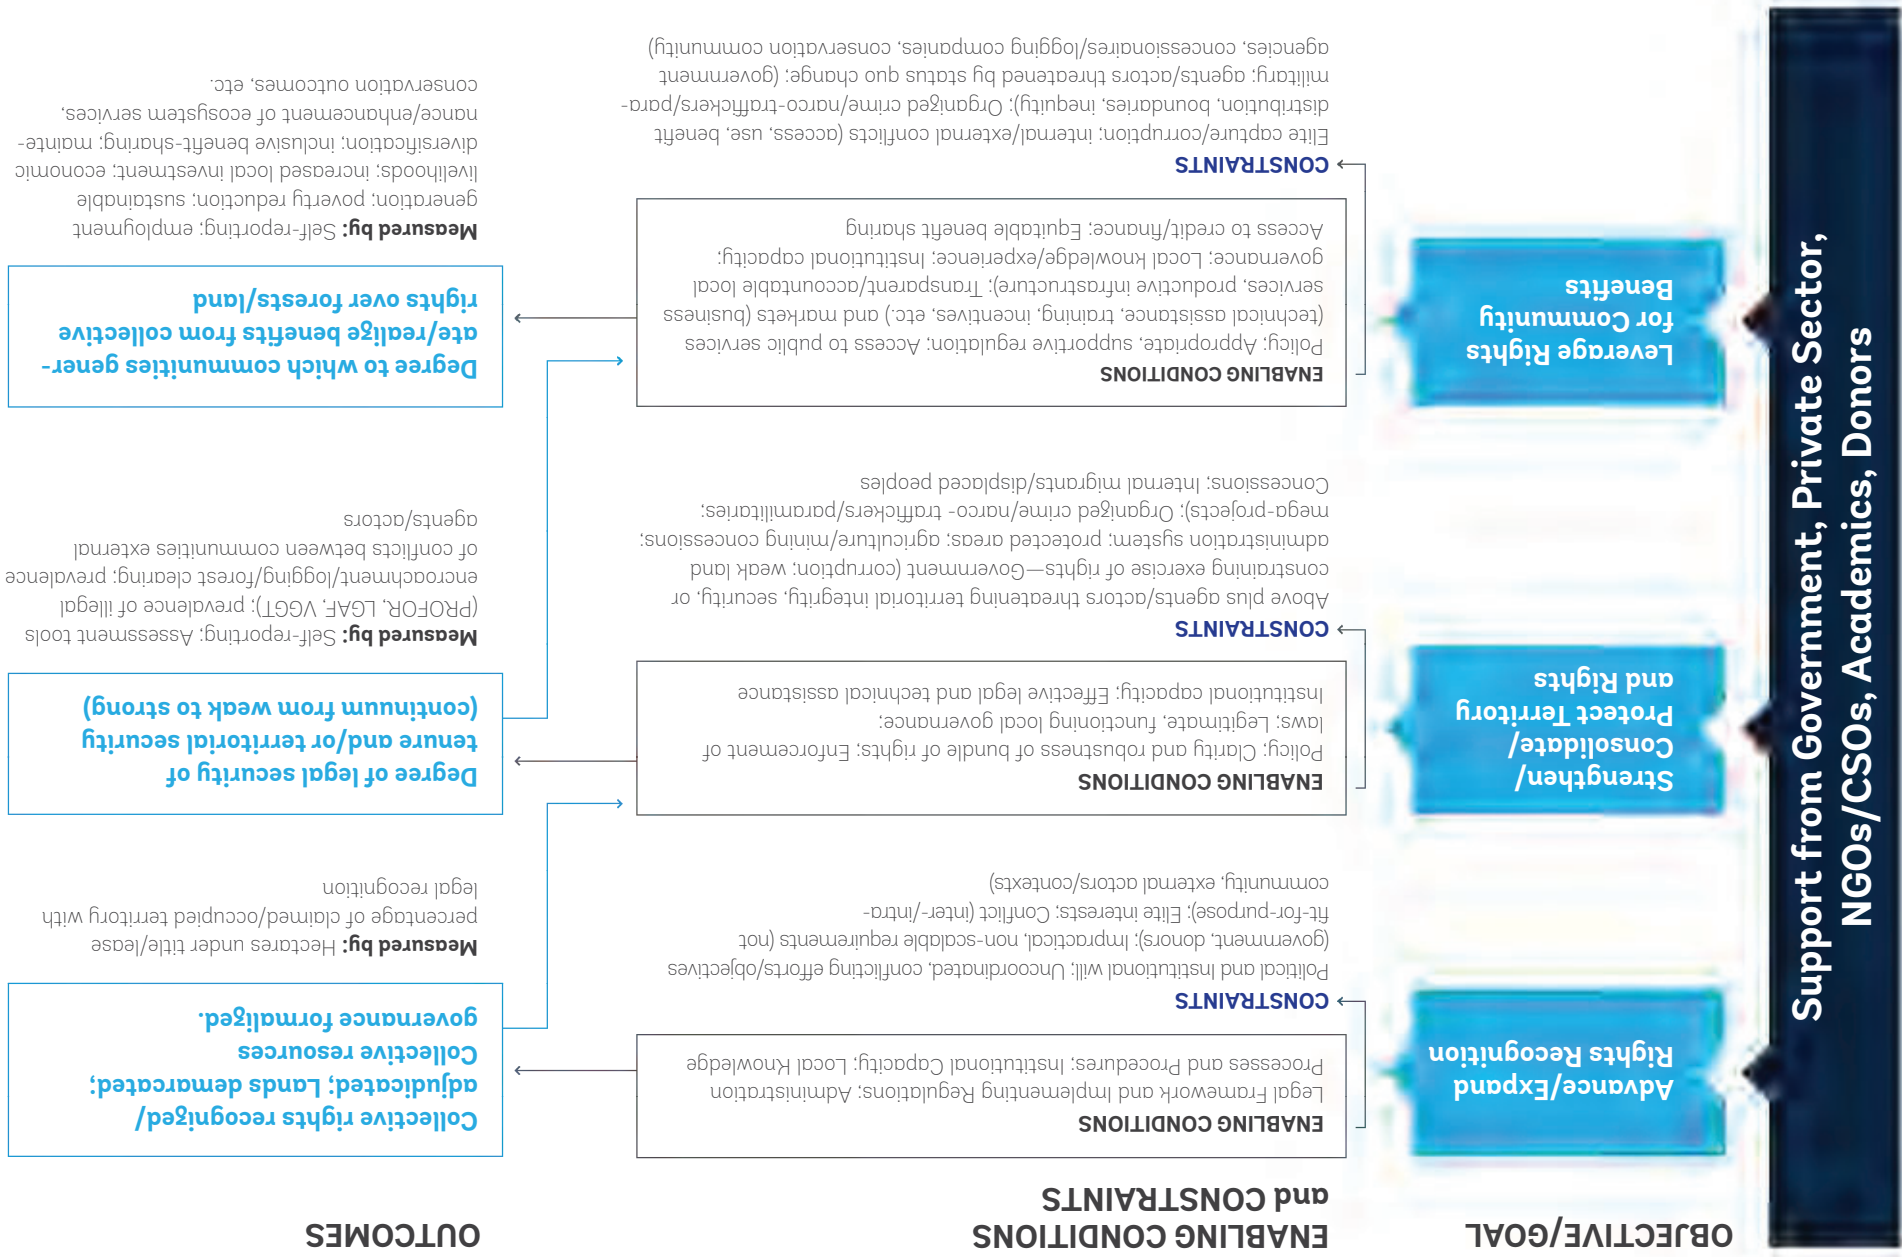 Support from Government, Private Sector,
NGOs/CSOs, Academics, Donors
OBJECTIVE/GOAL
ENABLING CONDITIONS
and CONSTRAINTS
OUTCOMES
Advance/Expand
Rights Recognition
ENABLING CONDITIONS
Legal Framework and Implementing Regulations; Administration
Processes and Procedures; Institutional Capacity; Local Knowledge
CONSTRAINTS
Political and Institutional will; Uncoordinated, conflicting efforts/objectives
(government, donors); Impractical, non-scalable requirements (not
fit-for-purpose); Elite interests; Conflict (inter-/intra-
community, external actors/contexts)
Collective rights recognized/
adjudicated; Lands demarcated;
Collective resources
governance formalized.
Measured by: Hectares under title/lease
percentage of claimed/occupied territory with
legal recognition
Strengthen/
Consolidate/
Protect Territory
and Rights
ENABLING CONDITIONS
Policy; Clarity and robustness of bundle of rights; Enforcement of
laws; Legitimate, functioning local governance;
Institutional capacity; Effective legal and technical assistance
CONSTRAINTS
Above plus agents/actors threatening territorial integrity, security, or
constraining exercise of rights—Government (corruption; weak land
administration system; protected areas; agriculture/mining concessions;
mega-projects); Organized crime/narco- traffickers/paramilitaries;
Concessions; Internal migrants/displaced peoples
Degree of legal security of
tenure and/or territorial security
(continuum from weak to strong)
Measured by: Self-reporting; Assessment tools
(PROFOR, LGAF, VGGT); prevalence of illegal
encroachment/logging/forest clearing; prevalence
of conflicts between communities external
agents/actors
Leverage Rights
for Community
Benefits
ENABLING CONDITIONS
Policy; Appropriate, supportive regulation; Access to public services
(technical assistance, training, incentives, etc.) and markets (business
services, productive infrastructure); Transparent/accountable local
governance; Local knowledge/experience; Institutional capacity;
Access to credit/finance; Equitable benefit sharing
CONSTRAINTS
Elite capture/corruption; internal/external conflicts (access, use, benefit
distribution, boundaries, inequity); Organized crime/narco-traffickers/para-
military; agents/actors threatened by status quo change; (government
agencies, concessionaires/logging companies, conservation community)
Degree to which communities gener-
ate/realize benefits from collective
rights over forests/land
Measured by: Self-reporting; employment
generation; poverty reduction; sustainable
livelihoods; increased local investment; economic
diversification; inclusive benefit-sharing; mainte-
nance/enhancement of ecosystem services,
conservation outcomes, etc.